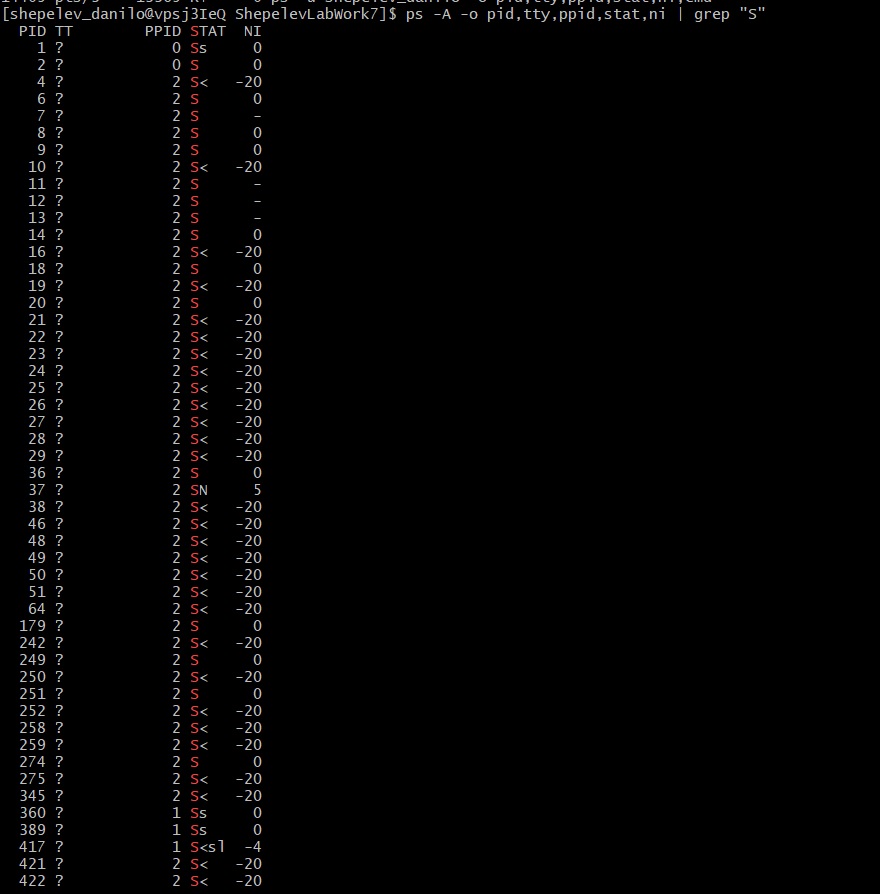 [shepelev_danilo@vpsj3IeQ ShepelevLabWork7]$ ps -A -o pid,tty,ppid,stat,ni | grep "S"
PID TT PPID STAT NI
1 ? 0 Ss 0
2 ? 0 S 0
4 ? 2 S< -20
6 ? 2 S 0
7 ? 2 S -
8 ? 2 S 0
9 ? 2 S 0
10 ? 2 S< -20
11 ? 2 S -
12 ? 2 S -
13 ? 2 S -
14 ? 2 S 0
16 ? 2 S< -20
18 ? 2 S 0
19 ? 2 S< -20
20 ? 2 S 0
21 ? 2 S< -20
22 ? 2 S< -20
23 ? 2 S< -20
24 ? 2 S< -20
25 ? 2 S< -20
26 ? 2 S< -20
27 ? 2 S< -20
28 ? 2 S< -20
29 ? 2 S< -20
36 ? 2 S 0
37 ? 2 SN 5
38 ? 2 S< -20
46 ? 2 S< -20
48 ? 2 S< -20
49 ? 2 S< -20
50 ? 2 S< -20
51 ? 2 S< -20
64 ? 2 S< -20
179 ? 2 S 0
242 ? 2 S< -20
249 ? 2 S 0
250 ? 2 S< -20
251 ? 2 S 0
252 ? 2 S< -20
258 ? 2 S< -20
259 ? 2 S< -20
274 ? 2 S 0
275 ? 2 S< -20
345 ? 2 S< -20
360 ? 1 Ss 0
389 ? 1 Ss 0
417 ? 1 S<sl -4
421 ? 2 S< -20
422 ? 2 S< -20